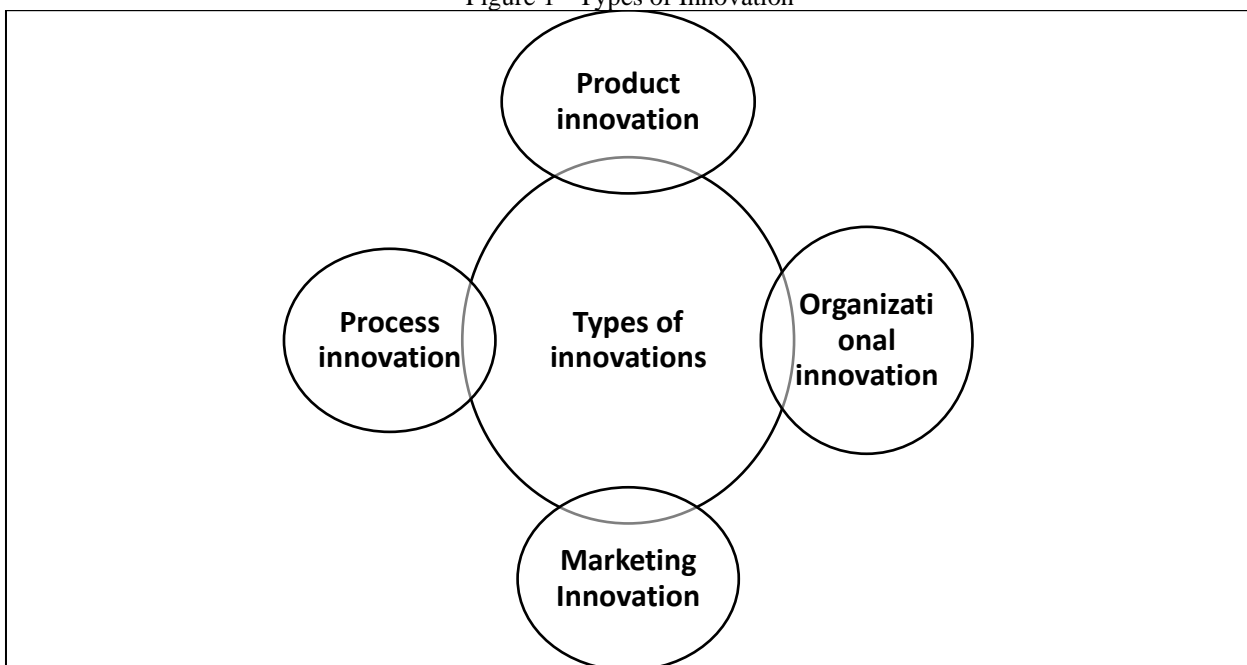 Figure 1 - Types of Innovation
Product
innovation
Process
innovation
Types of
innovations
Organizati
onal
innovation
Marketing
Innovation